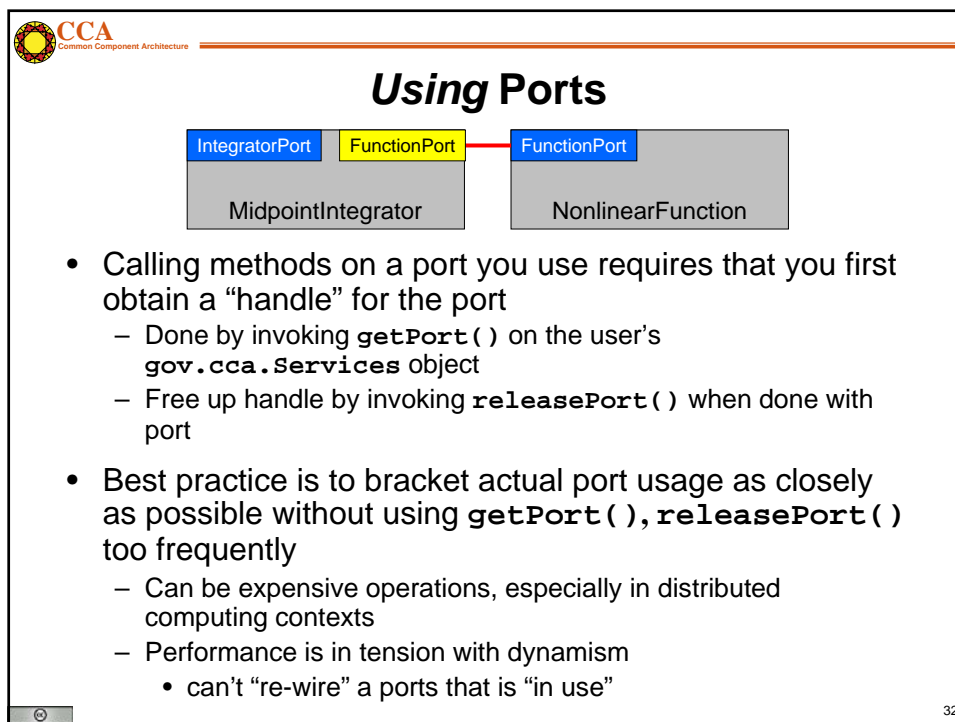 CCA
Common Component Architecture
Using Ports
IntegratorPort FunctionPort FunctionPort
MidpointIntegrator NonlinearFunction
• Calling methods on a port you use requires that you first
obtain a “handle” for the port
– Done by invoking getPort() on the user’s
gov.cca.Services object
– Free up handle by invoking releasePort() when done with
port
• Best practice is to bracket actual port usage as closely
as possible without using getPort(), releasePort()
too frequently
– Can be expensive operations, especially in distributed
computing contexts
– Performance is in tension with dynamism
• can’t “re-wire” a ports that is “in use”
cc
32